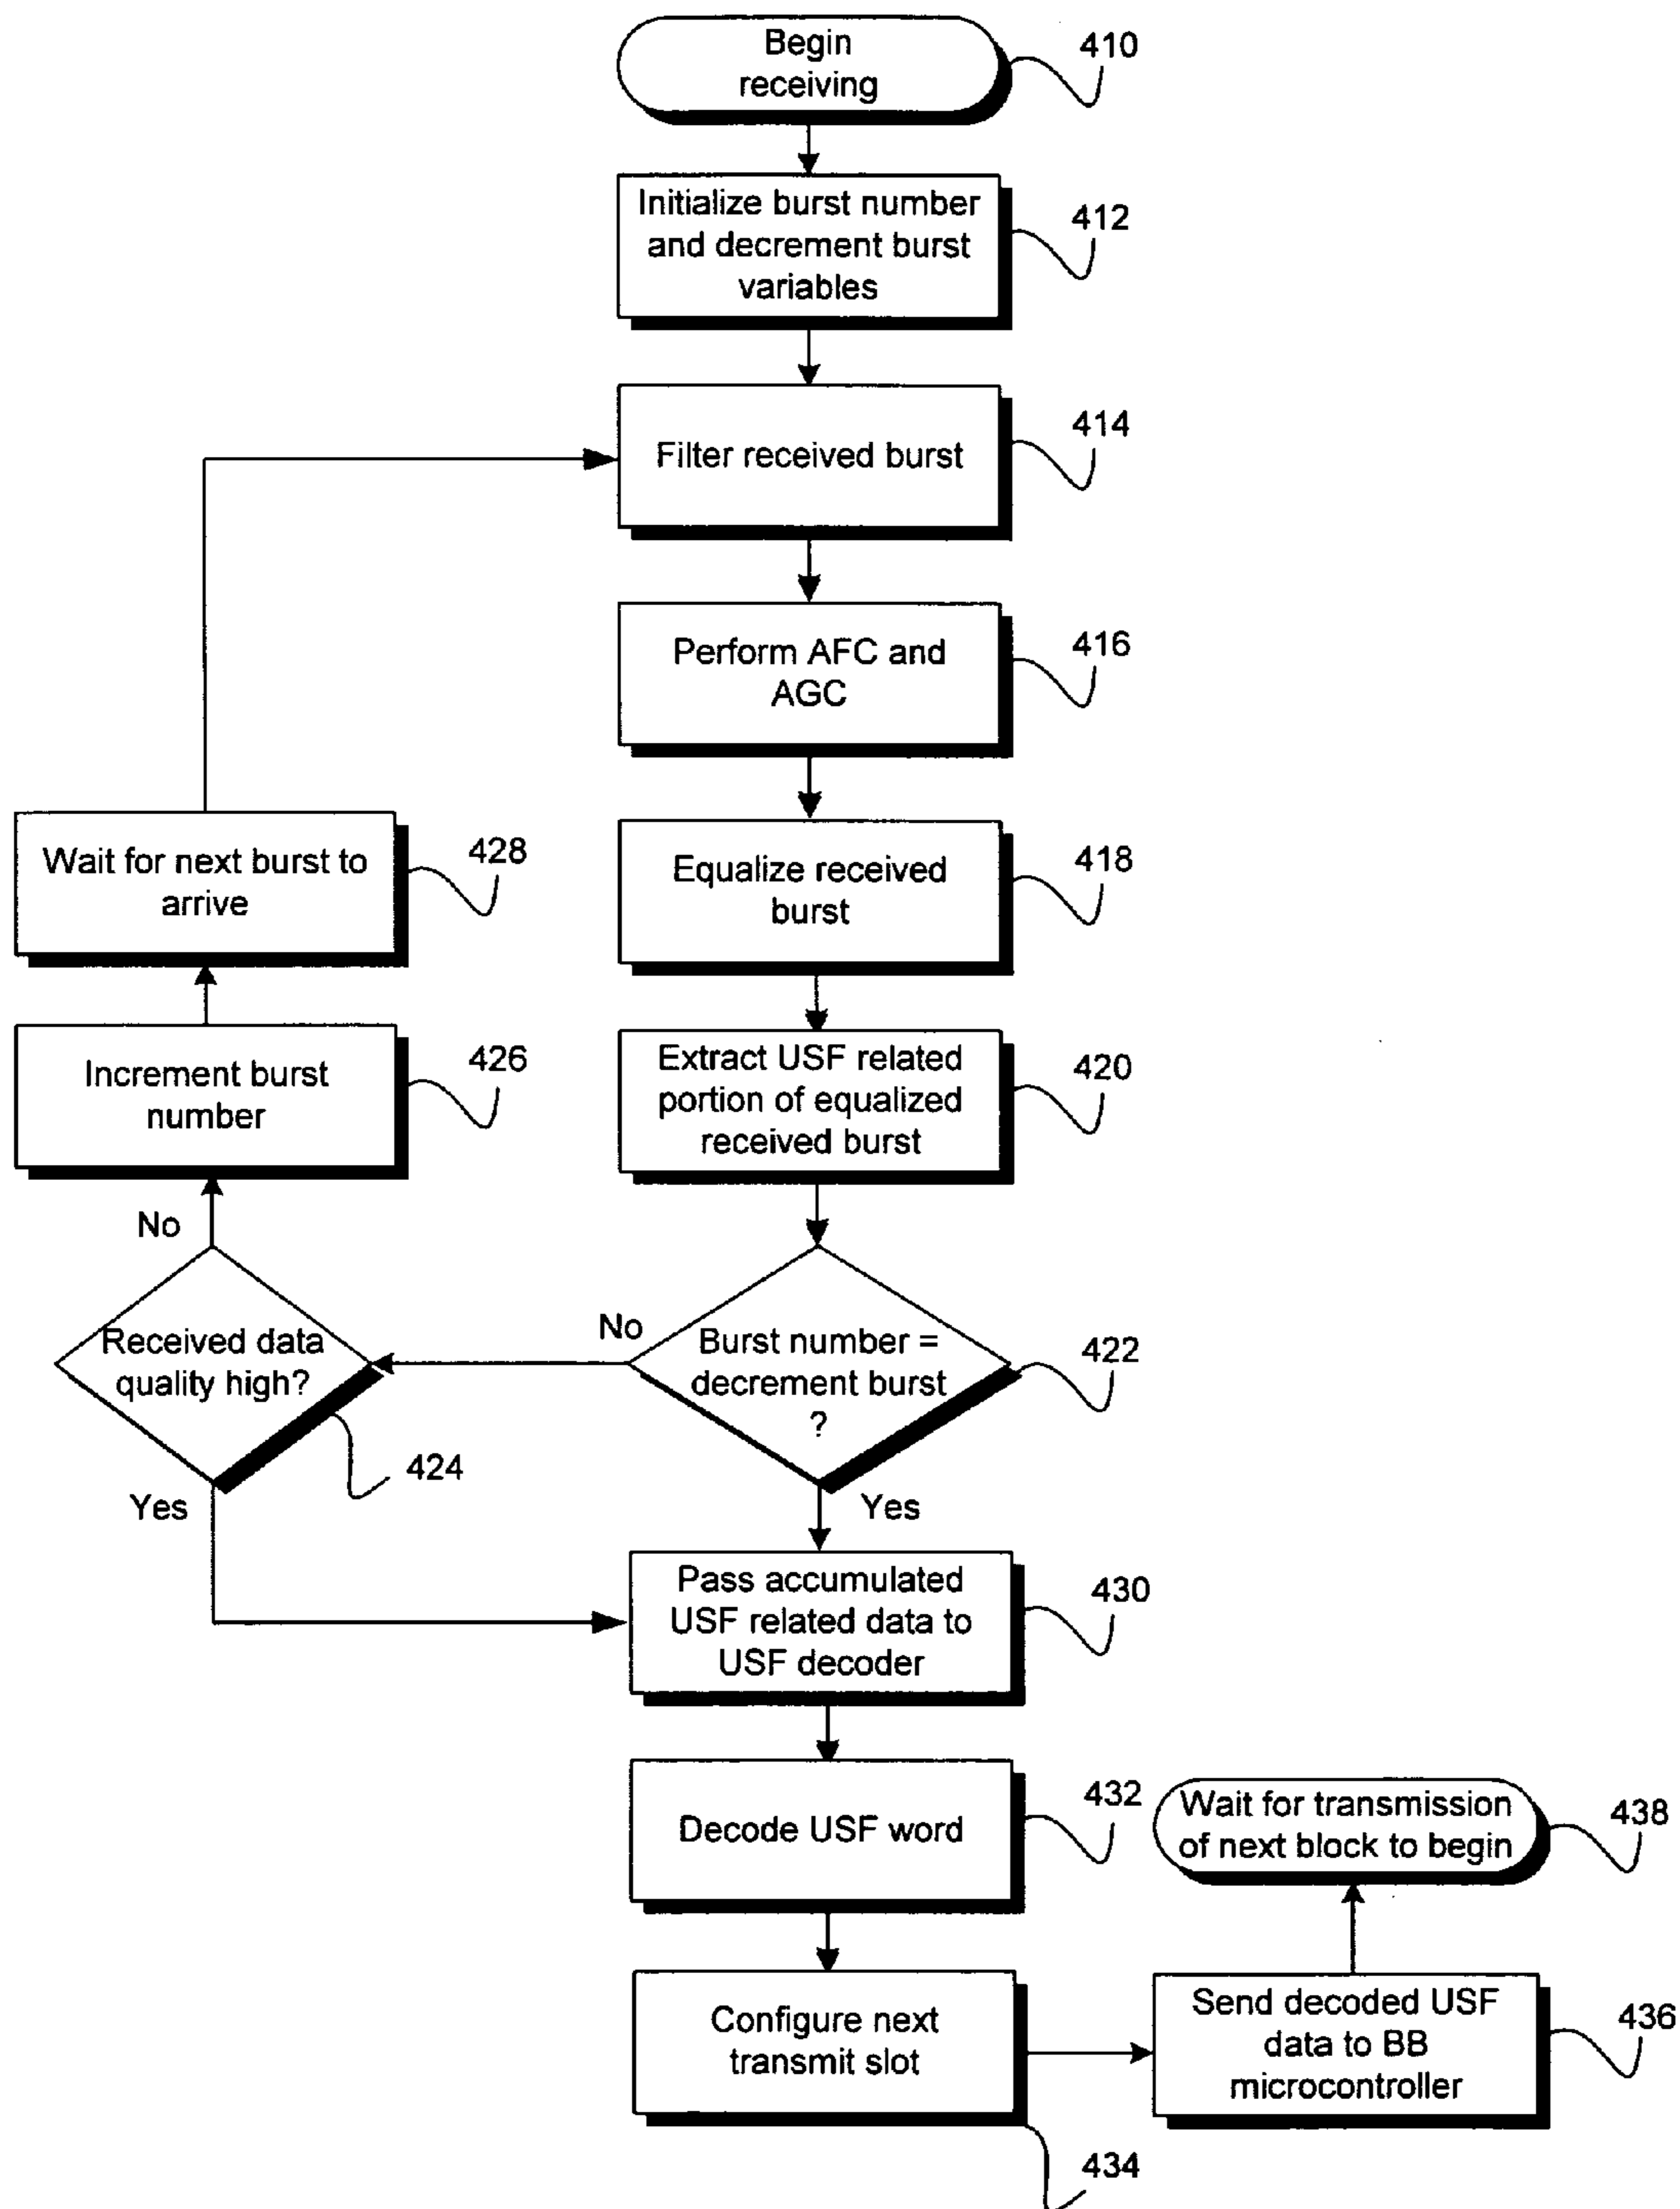 Begin
receiving
410
Initialize burst number
and decrement burst
variables
412
Filter received burst
414
Perform AFC and
AGC
416
Equalize received
burst
418
Extract USF related
portion of equalized
received burst
420
Burst number =
decrement burst
?
422
No
Yes
Received data
quality high?
424
No
Yes
Increment burst
number
426
Wait for next burst to
arrive
428
Pass accumulated
USF related data to
USF decoder
430
Decode USF word
432
Configure next
transmit slot
434
Send decoded USF
data to BB
microcontroller
436
Wait for transmission
of next block to begin
438